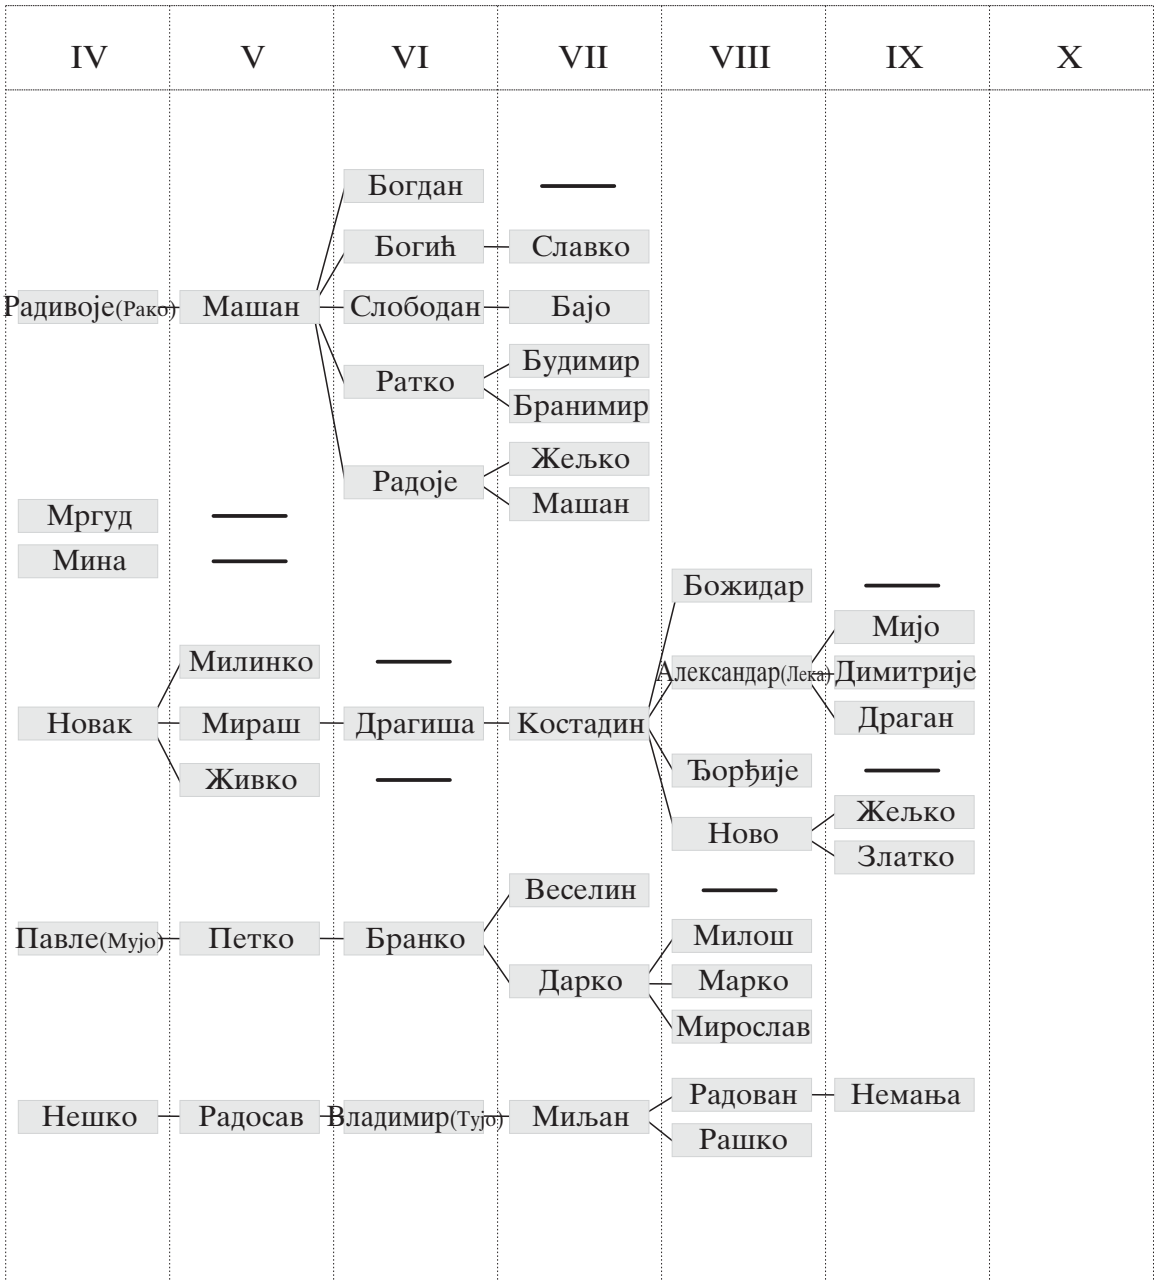 IV V VI VII VIII IX X
Богдан
Богић Славко
Радивоје(Рако) Машан Слободан Бајо
Будимир
Ратко
Бранимир
Жељко
Радоје
Машан
Мргуд
Мина
Божидар
Мијо
Милинко
Александар(Лека) Димитрије
Новак Мираш Драгиша Костадин Драган
Живко
Ђорђије
Жељко
Ново
Златко
Веселин
Павле(Мујо) Петко Бранко Милош
Дарко Марко
Мирослав
Радован Немања
Нешко Радосав Владимир(Тујо) Миљан
Рашко